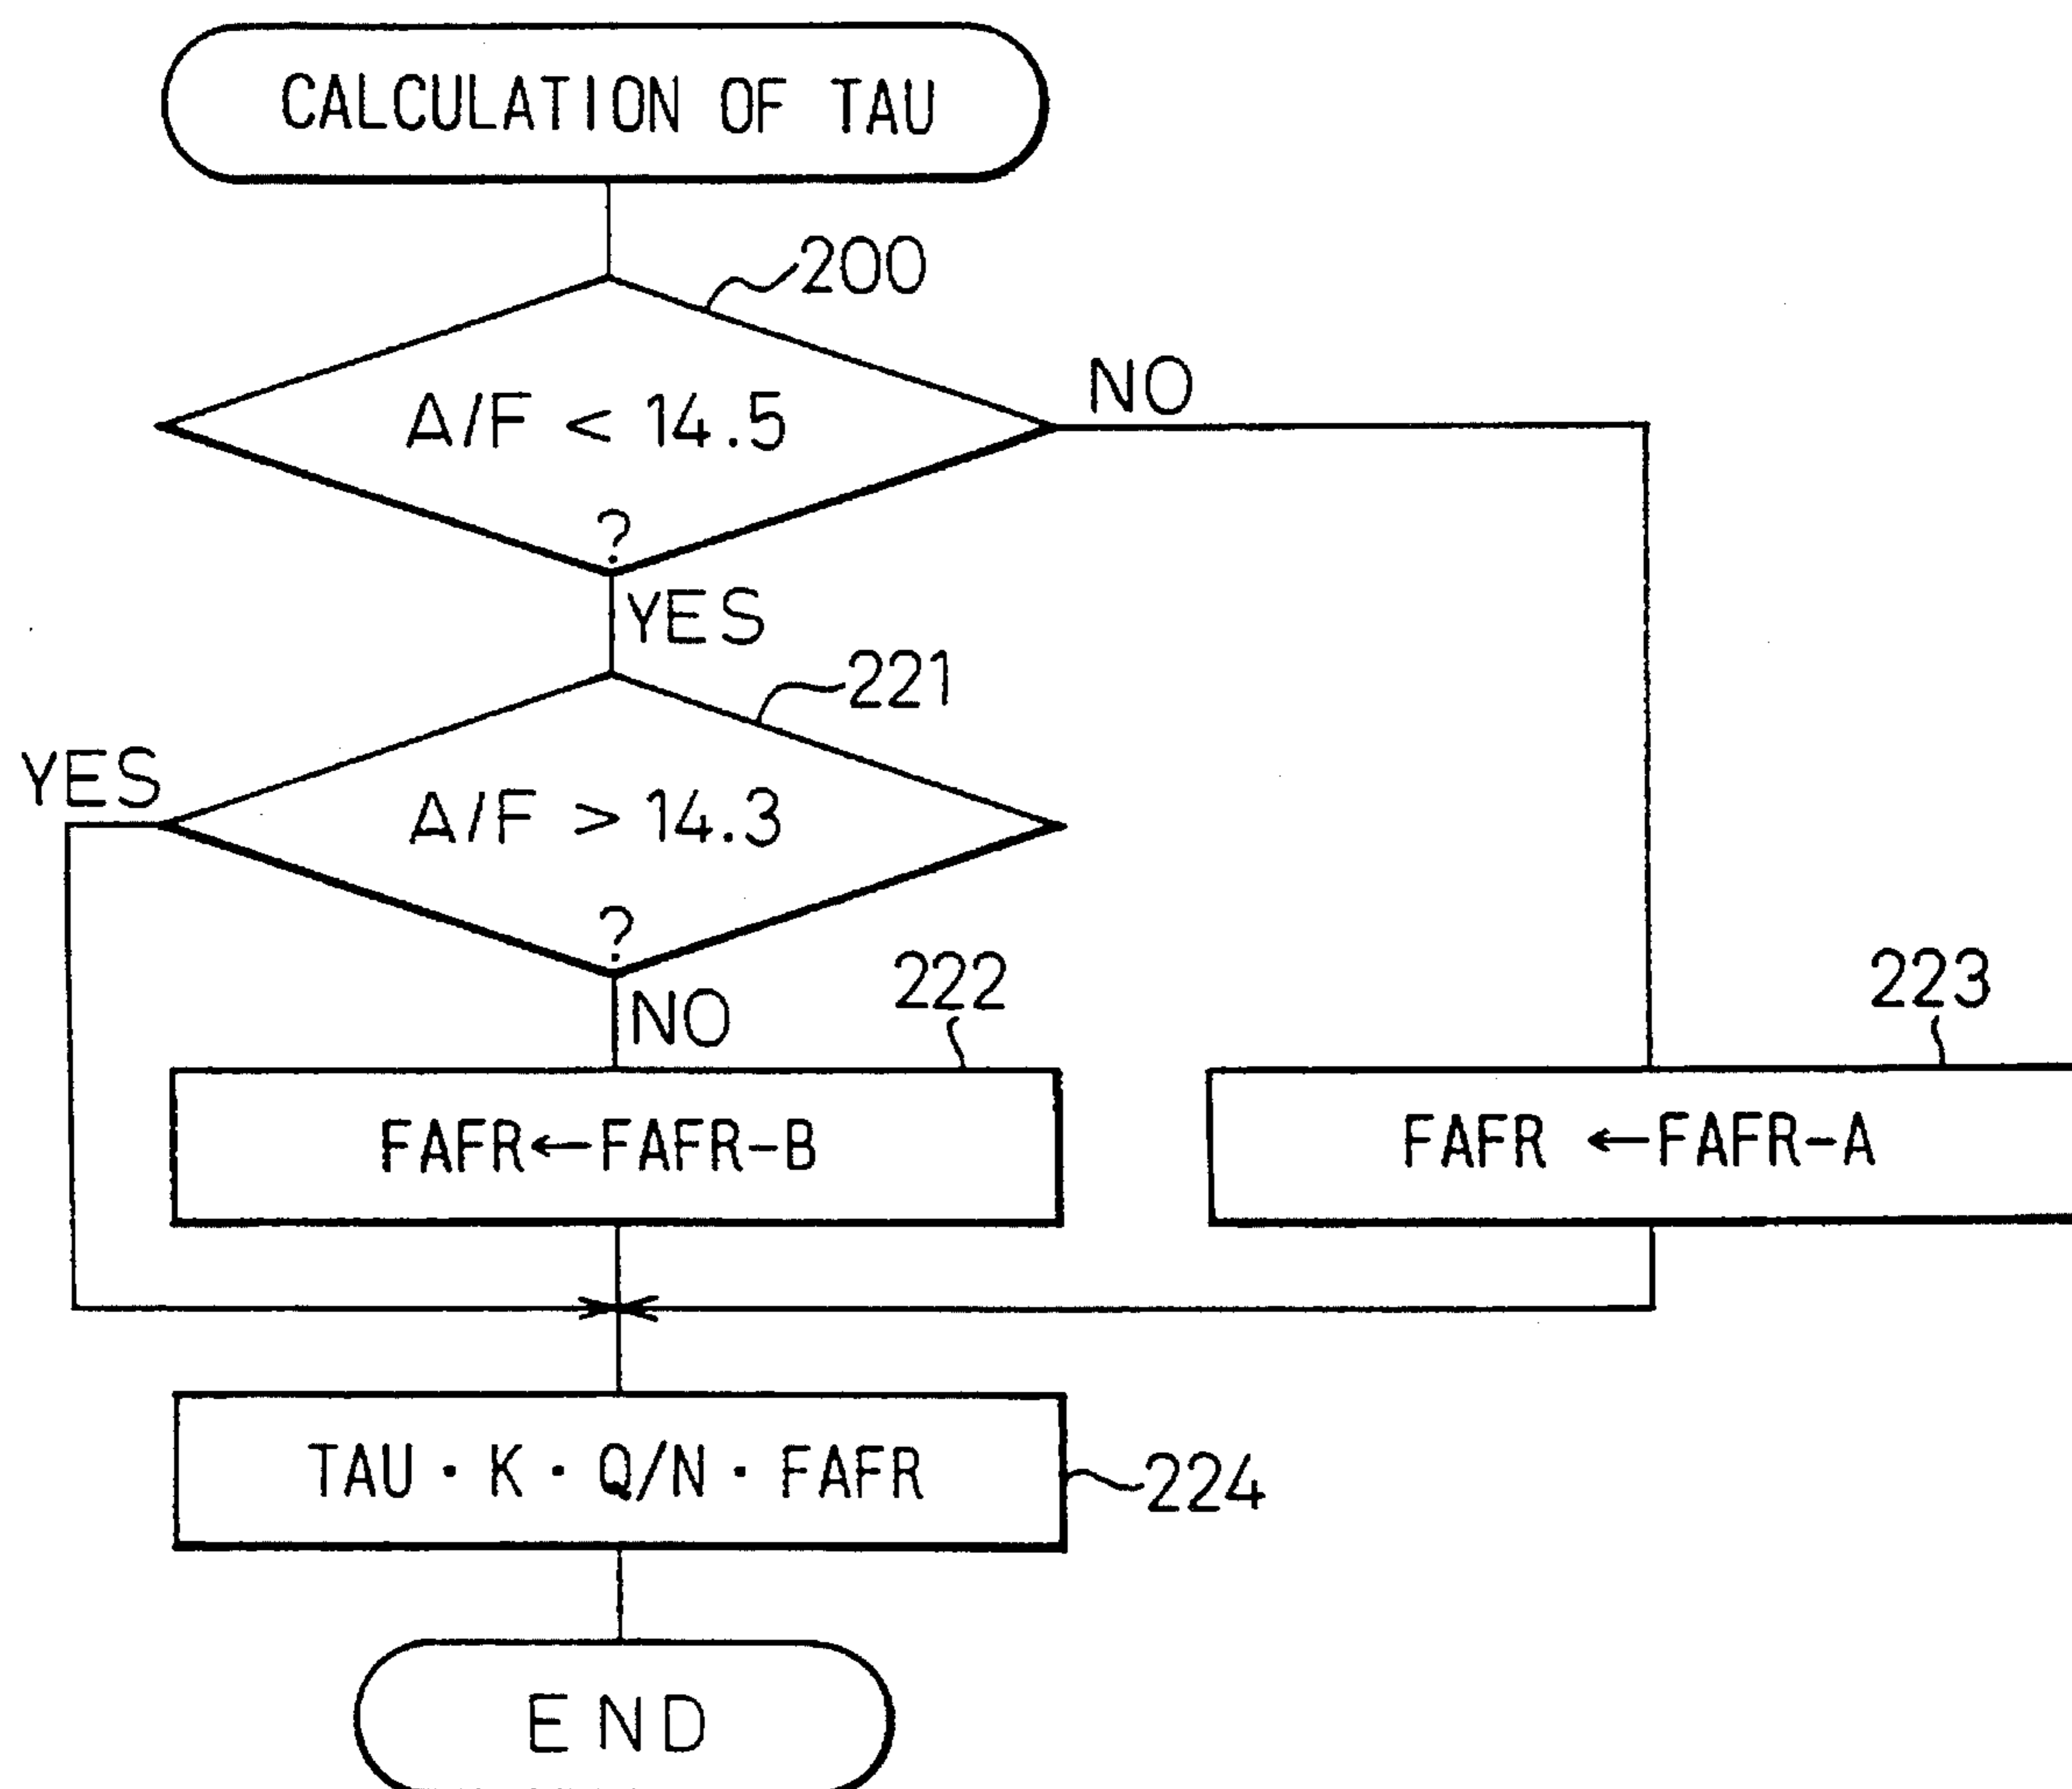 CALCULATION OF TAU
200
A/F < 14.5
?
NO
YES
221
A/F > 14.3
?
YES
NO
222
FAFR←FAFR-B
223
FAFR ←FAFR-A
TAU · K · Q/N · FAFR
224
END